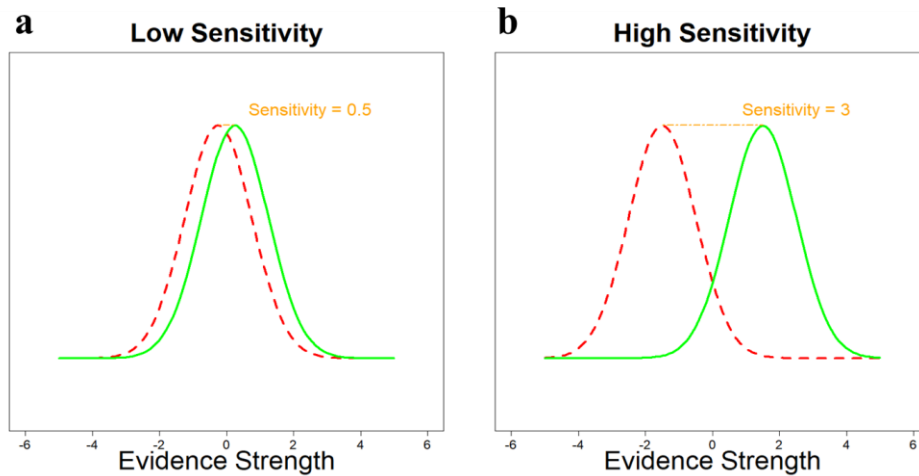 a
Low Sensitivity
Sensitivity = 0.5
-6 -4 -2 0 2 4 6
Evidence Strength
b
High Sensitivity
Sensitivity = 3
-6 -4 -2 0 2 4 6
Evidence Strength